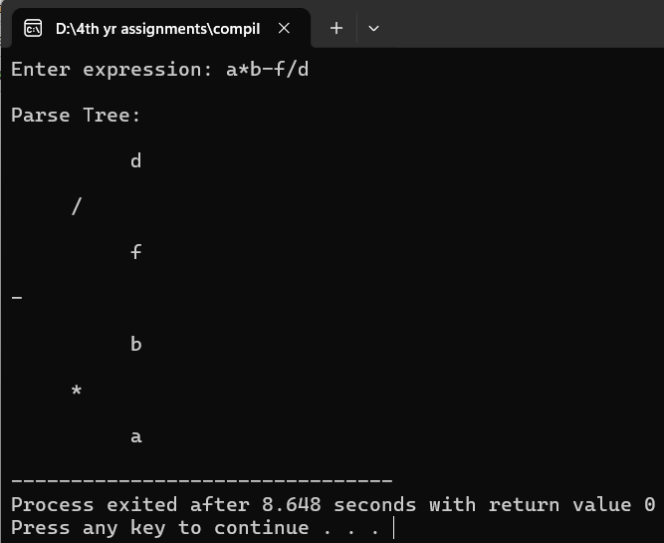 D:\4th yr assignments\compil
Enter expression: a*b-f/d
Parse Tree:
d
/
f
-
b
*
a
--------------------------------
Process exited after 8.648 seconds with return value 0
Press any key to continue . . .